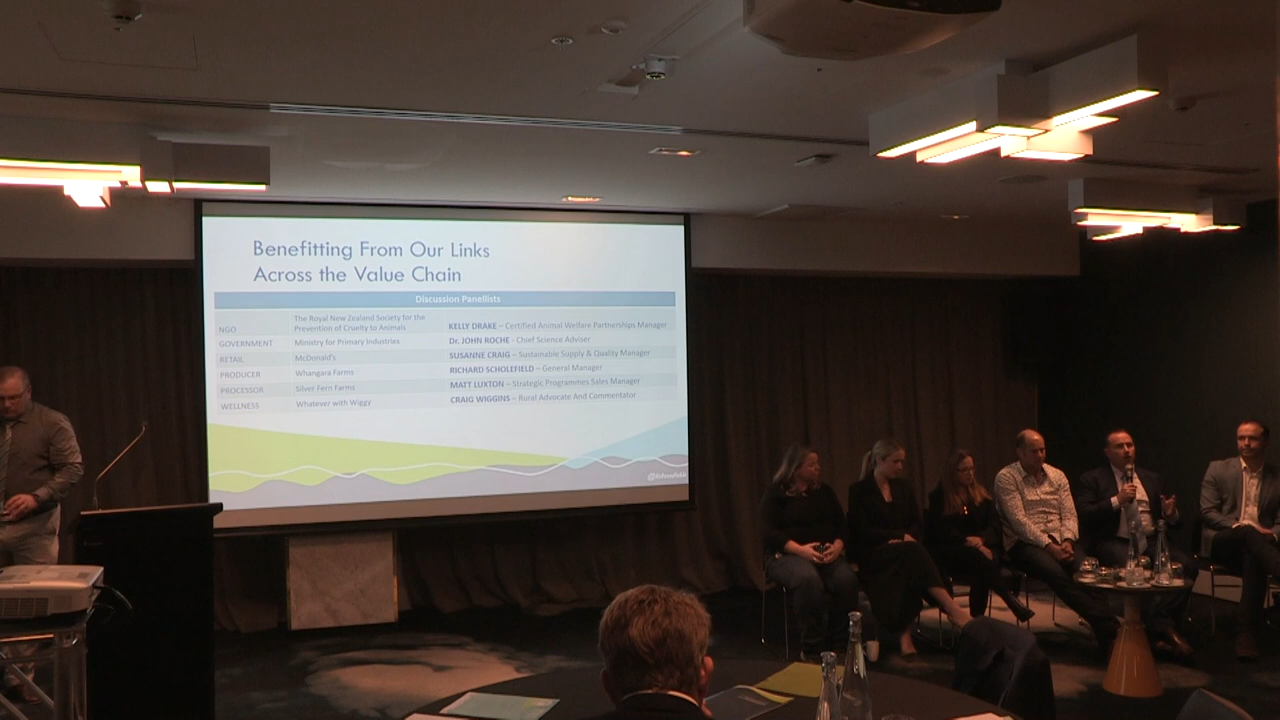 Benefitting From Our Links
Across the Value Chain
Discussion Panellists
NGO The Royal New Zealand Society for the Prevention of Cruelty to Animals KELLY DRAKE – Certified Animal Welfare Partnerships Manager
GOVERNMENT Ministry for Primary Industries Dr. JOHN ROCHE - Chief Science Adviser
RETAIL McDonald's SUSANNE CRAIG – Sustainable Supply & Quality Manager
PRODUCER Whangara Farms RICHARD SCHOLEFIELD – General Manager
PROCESSOR Silver Fern Farms MATT LUXTON – Strategic Programmes Sales Manager
WELLNESS Whatever with Wiggy CRAIG WIGGINS – Rural Advocate And Commentator